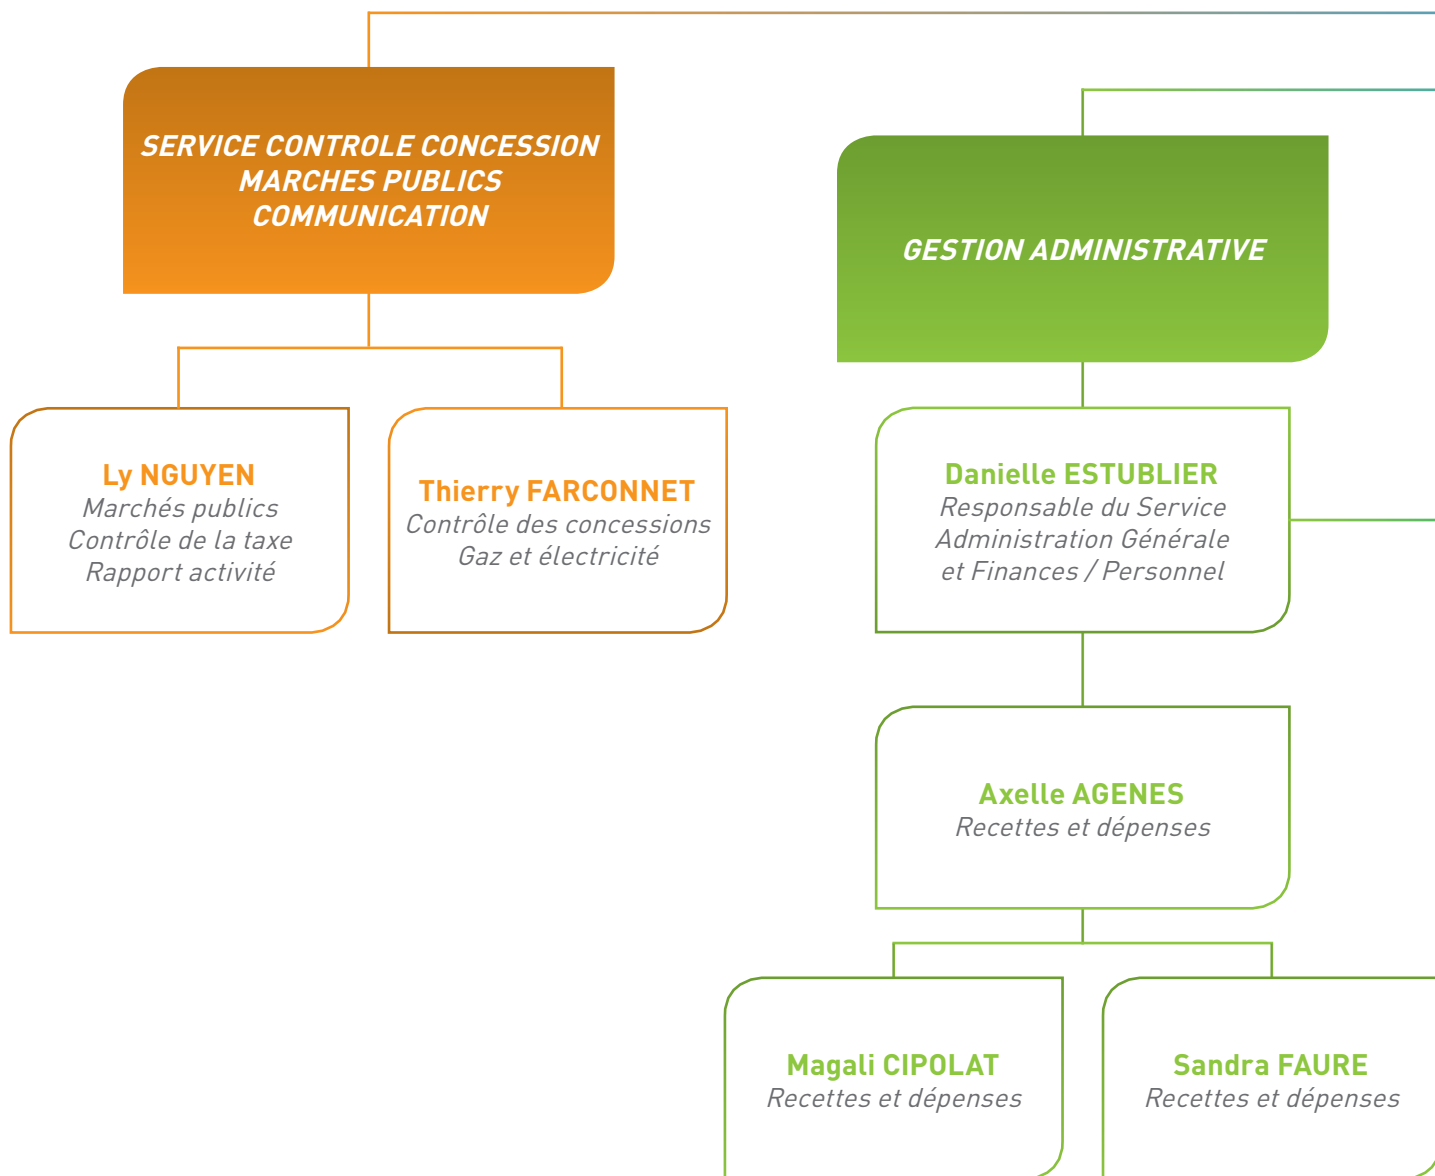 SERVICE CONTROLE CONCESSION
MARCHES PUBLICS
COMMUNICATION
GESTION ADMINISTRATIVE
Ly NGUYEN
Marchés publics
Contrôle de la taxe
Rapport activité
Thierry FARCONNET
Contrôle des concessions
Gaz et électricité
Danielle ESTUBLIER
Responsable du Service
Administration Générale
et Finances / Personnel
Axelle AGENES
Recettes et dépenses
Magali CIPOLAT
Recettes et dépenses
Sandra FAURE
Recettes et dépenses